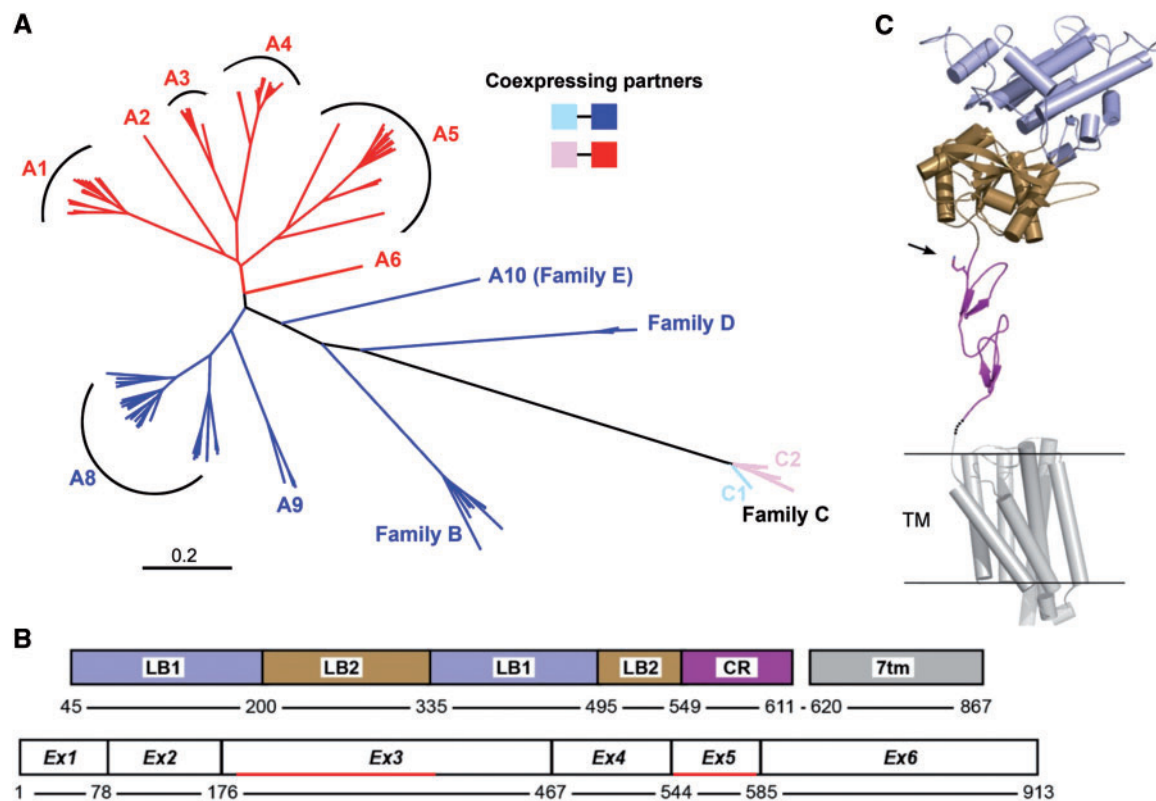 A
A1
A2
A3
A4
A5
A6
Coexpressing partners
A10 (Family E)
Family D
A8
A9
Family B
C1
C2
Family C
0.2
C
TM
B
LB1 LB2 LB1 LB2 CR 7tm
45 200 335 495 549 611 - 620 867
Ex1 Ex2 Ex3 Ex4 Ex5 Ex6
1 78 176 467 544 585 913